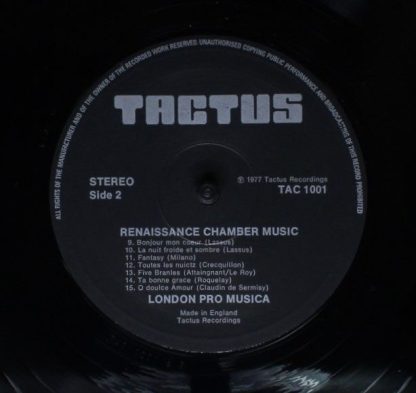 ALL RIGHTS OF THE MANUFACTURER AND OF THE OWNER OF THE RECORDED WORK RESERVED. UNAUTHORISED COPYING PUBLIC PERFORMANCE AND BROADCASTING OF THIS RECORD PROHIBITED
TACTUS
STEREO
Side 2
℗ 1977 Tactus Recordings
TAC 1001
RENAISSANCE CHAMBER MUSIC
9. Bonjour mon coeur (Lassus)
10. La nuit froide et sombre (Lassus)
11. Fantasy (Milano)
12. Toutes les nuictz (Crecquillon)
13. Five Branles (Attaingnant/Le Roy)
14. Ta bonne grace (Roquelay)
15. O doulce Amour (Claudin de Sermisy)
LONDON PRO MUSICA
Made in England
Tactus Recordings